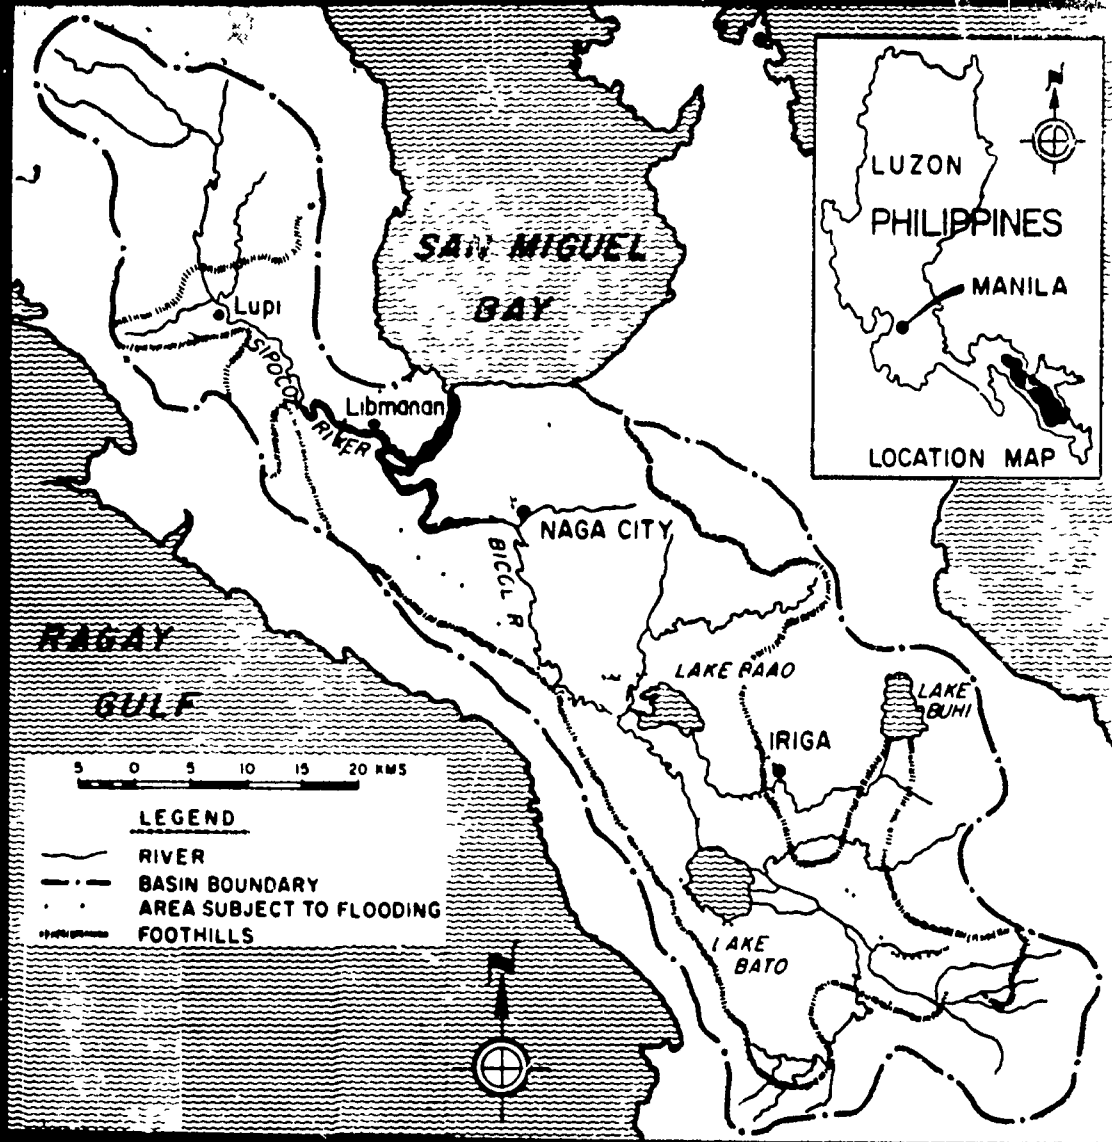 SAN MIGUEL
BAY
N
LUZON
PHILIPPINES
MANILA
LOCATION MAP
Lupi
SIPOCOT
RIVER
Libmanan
NAGA CITY
BICOL R.
RAGAY
GULF
LAKE BAAO
LAKE
BUHI
IRIGA
5 0 5 10 15 20 KMS
LEGEND
RIVER
BASIN BOUNDARY
AREA SUBJECT TO FLOODING
FOOTHILLS
LAKE
BATO
N